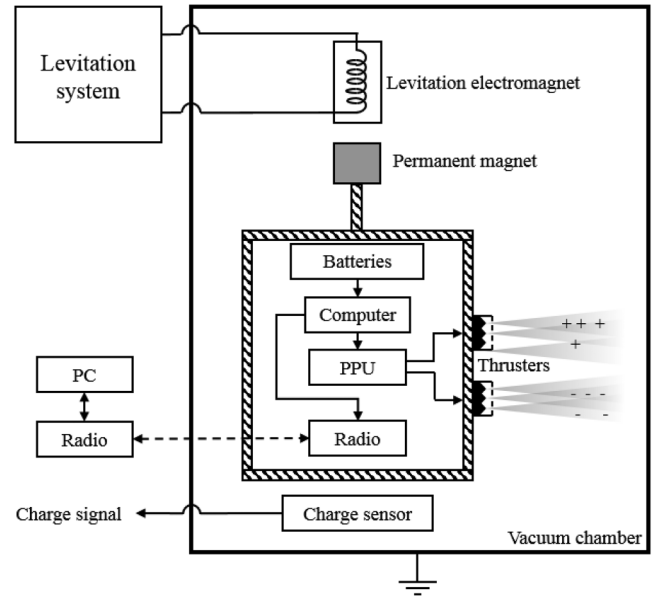 Levitation
system
Levitation electromagnet
Permanent magnet
Batteries
Computer
PPU
Thrusters
+ + +
+
- - -
- -
PC
Radio
Radio
Charge signal
Charge sensor
Vacuum chamber